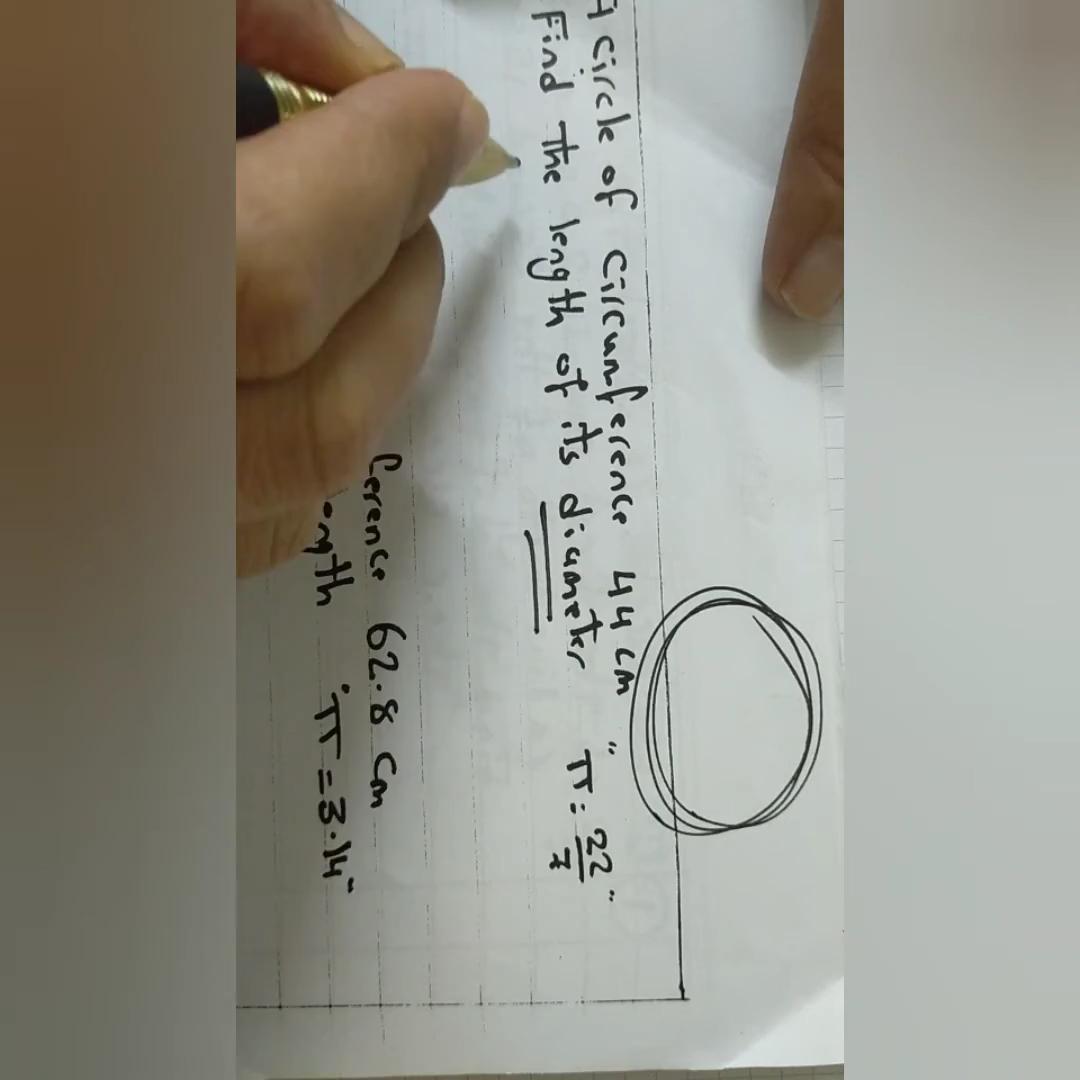 A circle of circumference 44 cm
Find the length of its diameter " π = 22/7 "
ference 62.8 cm
length " π = 3.14 "